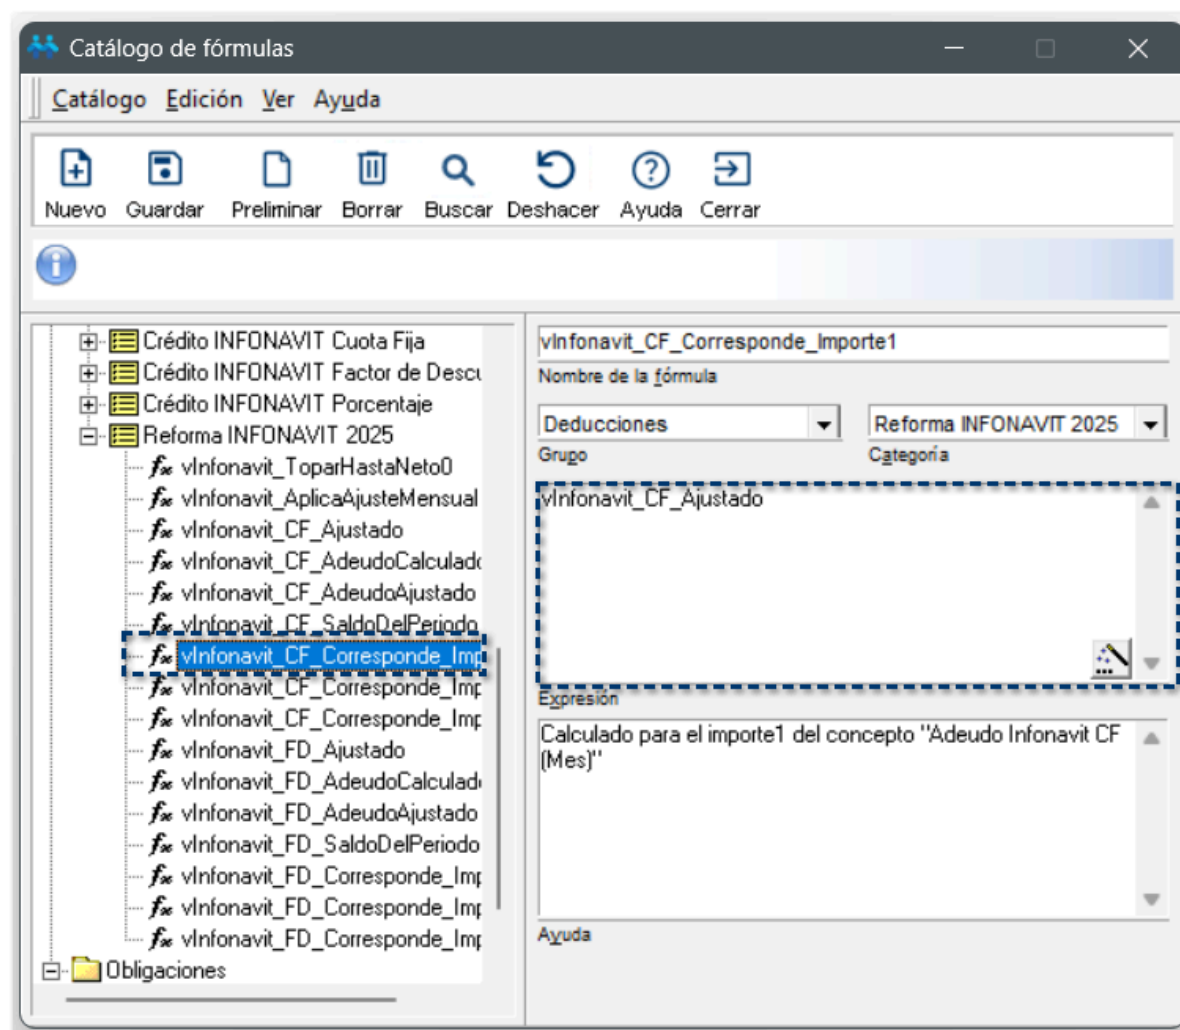 Catálogo de fórmulas
Catálogo Edición Ver Ayuda
Nuevo Guardar Preliminar Borrar Buscar Deshacer Ayuda Cerrar
Crédito INFONAVIT Cuota Fija
Crédito INFONAVIT Factor de Descu
Crédito INFONAVIT Porcentaje
Reforma INFONAVIT 2025
vInfonavit_ToparHastaNeto0
vInfonavit_AplicaAjusteMensual
vInfonavit_CF_Ajustado
vInfonavit_CF_AdeudoCalculado
vInfonavit_CF_AdeudoAjustado
vInfonavit_CF_SaldoDelPeriodo
vInfonavit_CF_Corresponde_Imp
vInfonavit_CF_Corresponde_Imp
vInfonavit_CF_Corresponde_Imp
vInfonavit_FD_Ajustado
vInfonavit_FD_AdeudoCalculad
vInfonavit_FD_AdeudoAjustado
vInfonavit_FD_SaldoDelPeriodo
vInfonavit_FD_Corresponde_Imp
vInfonavit_FD_Corresponde_Imp
vInfonavit_FD_Corresponde_Imp
Obligaciones
vInfonavit_CF_Corresponde_Importe1
Nombre de la fórmula
Deducciones
Grupo
Reforma INFONAVIT 2025
Categoría
vInfonavit_CF_Ajustado
Expresión
Calculado para el importe1 del concepto "Adeudo Infonavit CF
(Mes)"
Ayuda